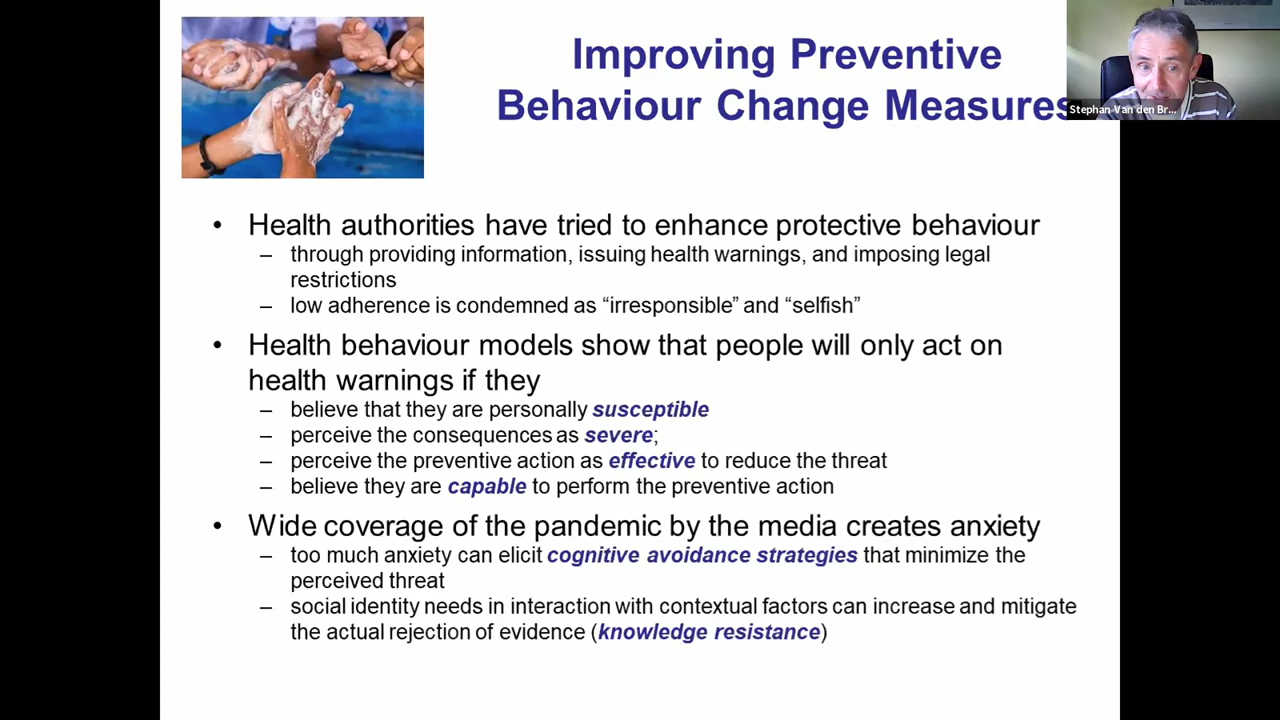 Improving Preventive
Behaviour Change Measures
Stephan Van den Br...
• Health authorities have tried to enhance protective behaviour
– through providing information, issuing health warnings, and imposing legal
restrictions
– low adherence is condemned as “irresponsible” and “selfish”
• Health behaviour models show that people will only act on
health warnings if they
– believe that they are personally susceptible
– perceive the consequences as severe;
– perceive the preventive action as effective to reduce the threat
– believe they are capable to perform the preventive action
• Wide coverage of the pandemic by the media creates anxiety
– too much anxiety can elicit cognitive avoidance strategies that minimize the
perceived threat
– social identity needs in interaction with contextual factors can increase and mitigate
the actual rejection of evidence (knowledge resistance)